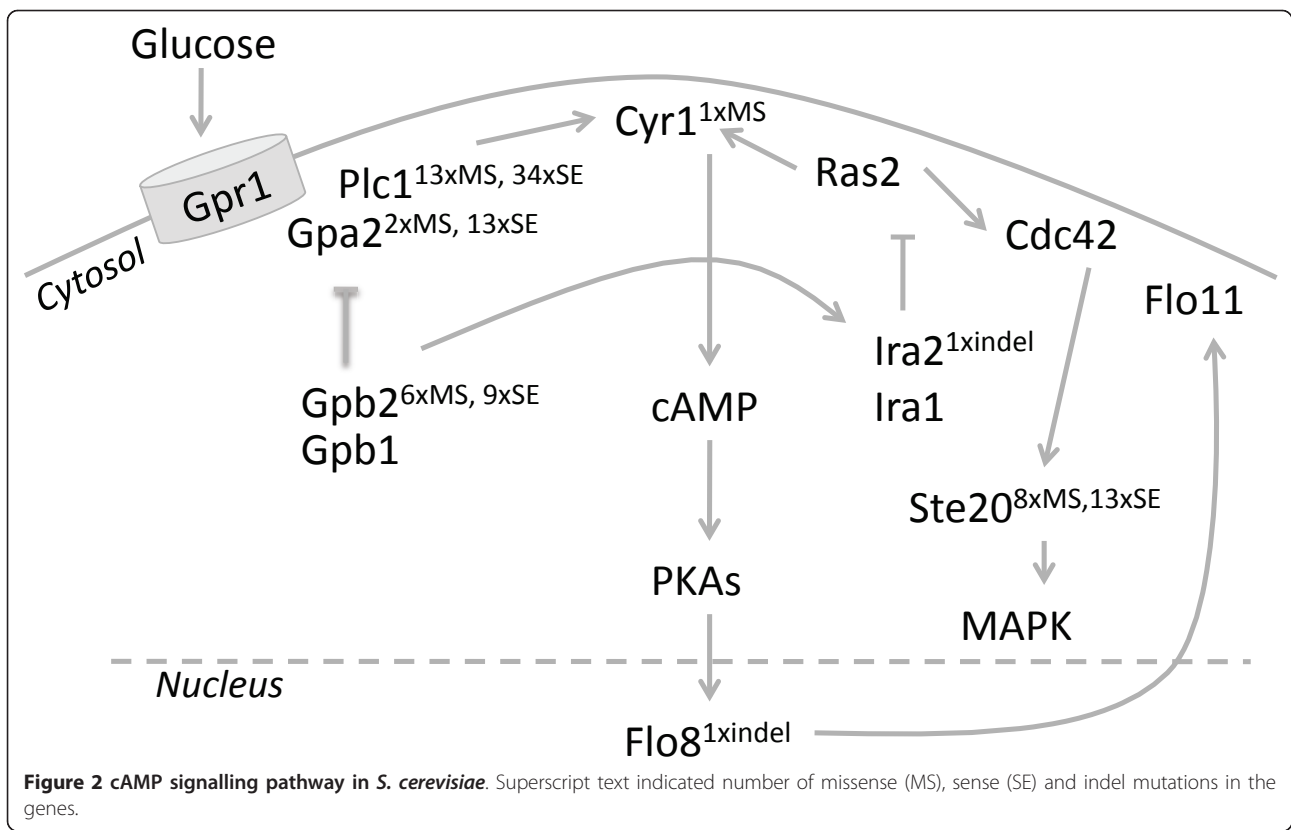 Glucose
Gpr1
Cytosol
Plc1 13xMS, 34xSE
Gpa2 2xMS, 13xSE
Cyr1 1xMS
Ras2
Cdc42
Flo11
Gpb2 6xMS, 9xSE
Gpb1
cAMP
Ira2 1xindel
Ira1
Ste20 8xMS,13xSE
PKAs
MAPK
Nucleus
Flo8 1xindel
Figure 2 cAMP signalling pathway in S. cerevisiae. Superscript text indicated number of missense (MS), sense (SE) and indel mutations in the
genes.